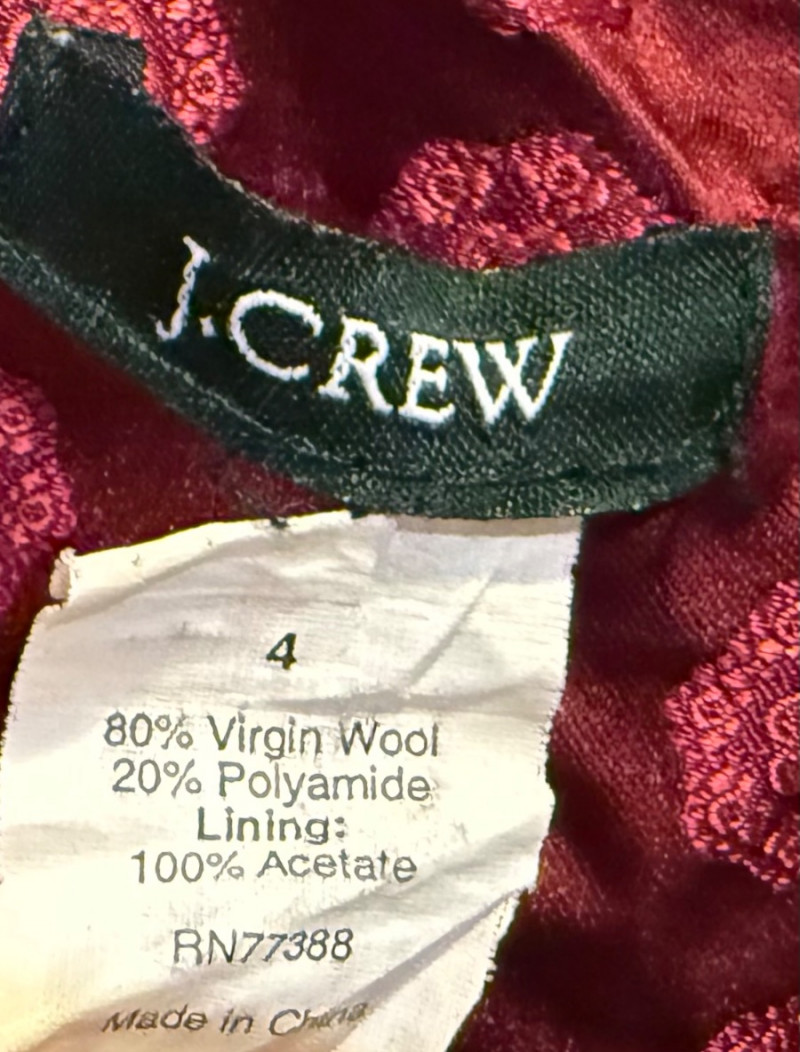 J.CREW
4
80% Virgin Wool
20% Polyamide
Lining:
100% Acetate
RN77388
Made in China